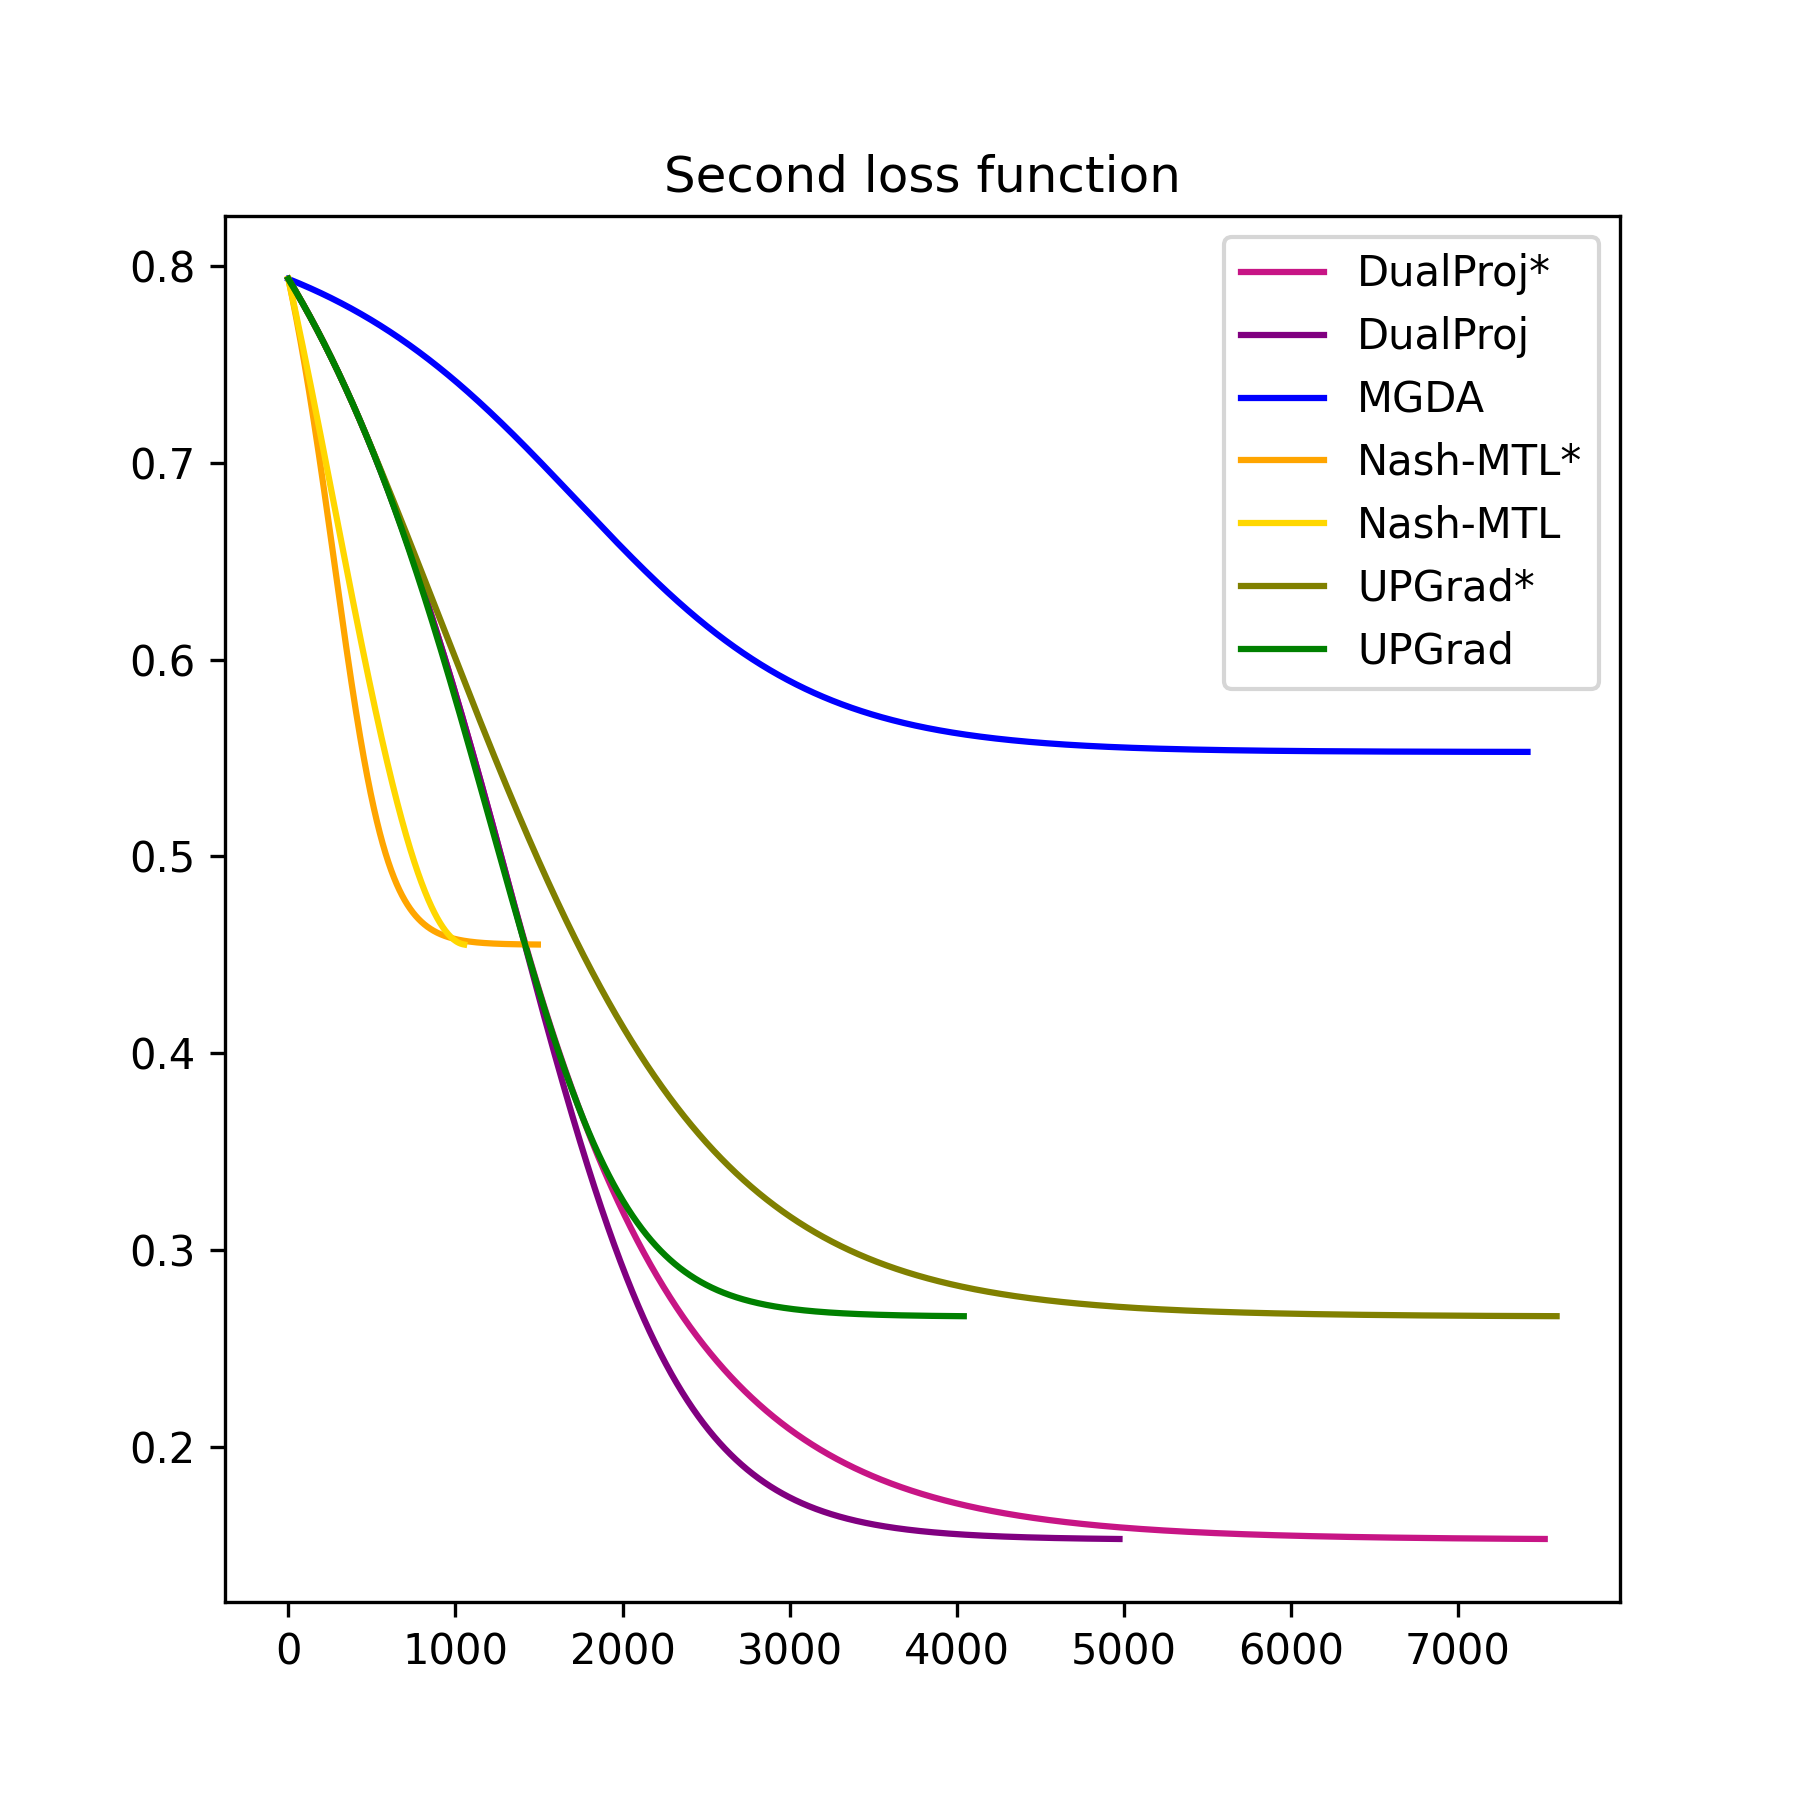 Second loss function
0.8
0.7
0.6
0.5
0.4
0.3
0.2
DualProj*
DualProj
MGDA
Nash-MTL*
Nash-MTL
UPGrad*
UPGrad
0 1000 2000 3000 4000 5000 6000 7000